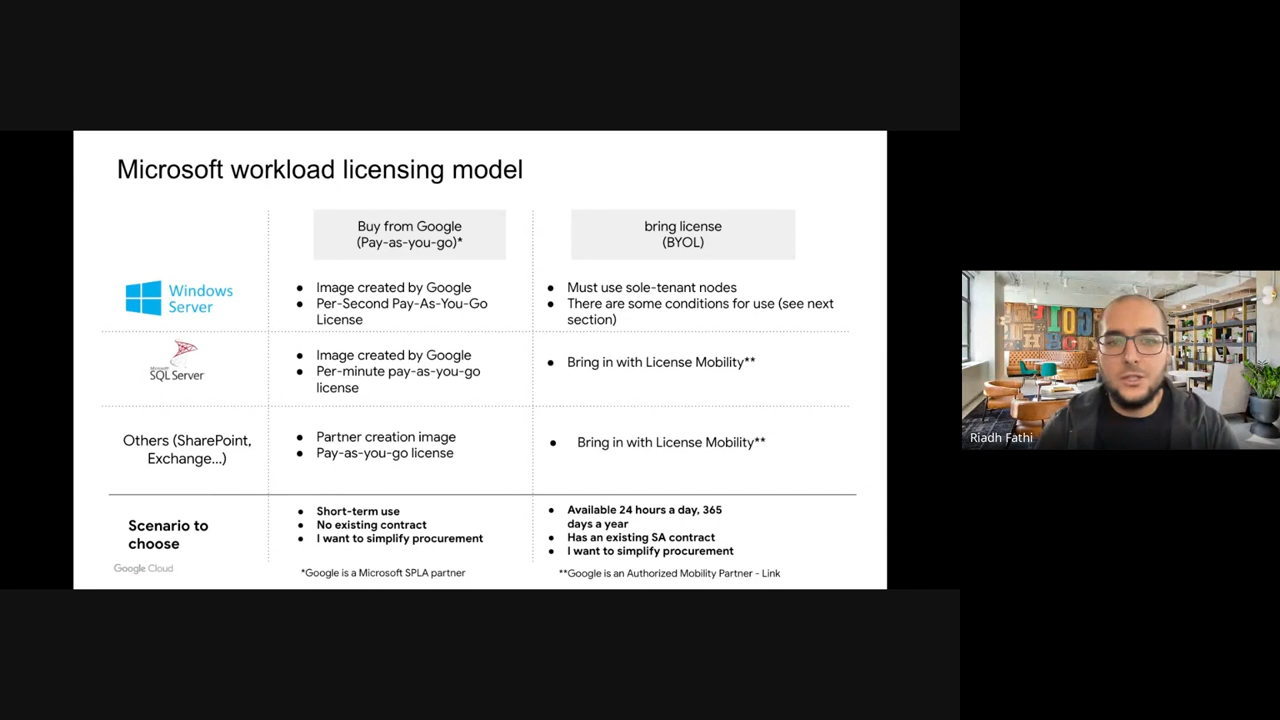 Microsoft workload licensing model
Buy from Google
(Pay-as-you-go)*
bring license
(BYOL)
Windows
Server
● Image created by Google
● Per-Second Pay-As-You-Go
License
● Must use sole-tenant nodes
● There are some conditions for use (see next
section)
Microsoft
SQL Server
● Image created by Google
● Per-minute pay-as-you-go
license
● Bring in with License Mobility**
Others (SharePoint,
Exchange...)
● Partner creation image
● Pay-as-you-go license
● Bring in with License Mobility**
Scenario to
choose
● Short-term use
● No existing contract
● I want to simplify procurement
● Available 24 hours a day, 365
days a year
● Has an existing SA contract
● I want to simplify procurement
Google Cloud
*Google is a Microsoft SPLA partner
**Google is an Authorized Mobility Partner - Link
Riadh Fathi